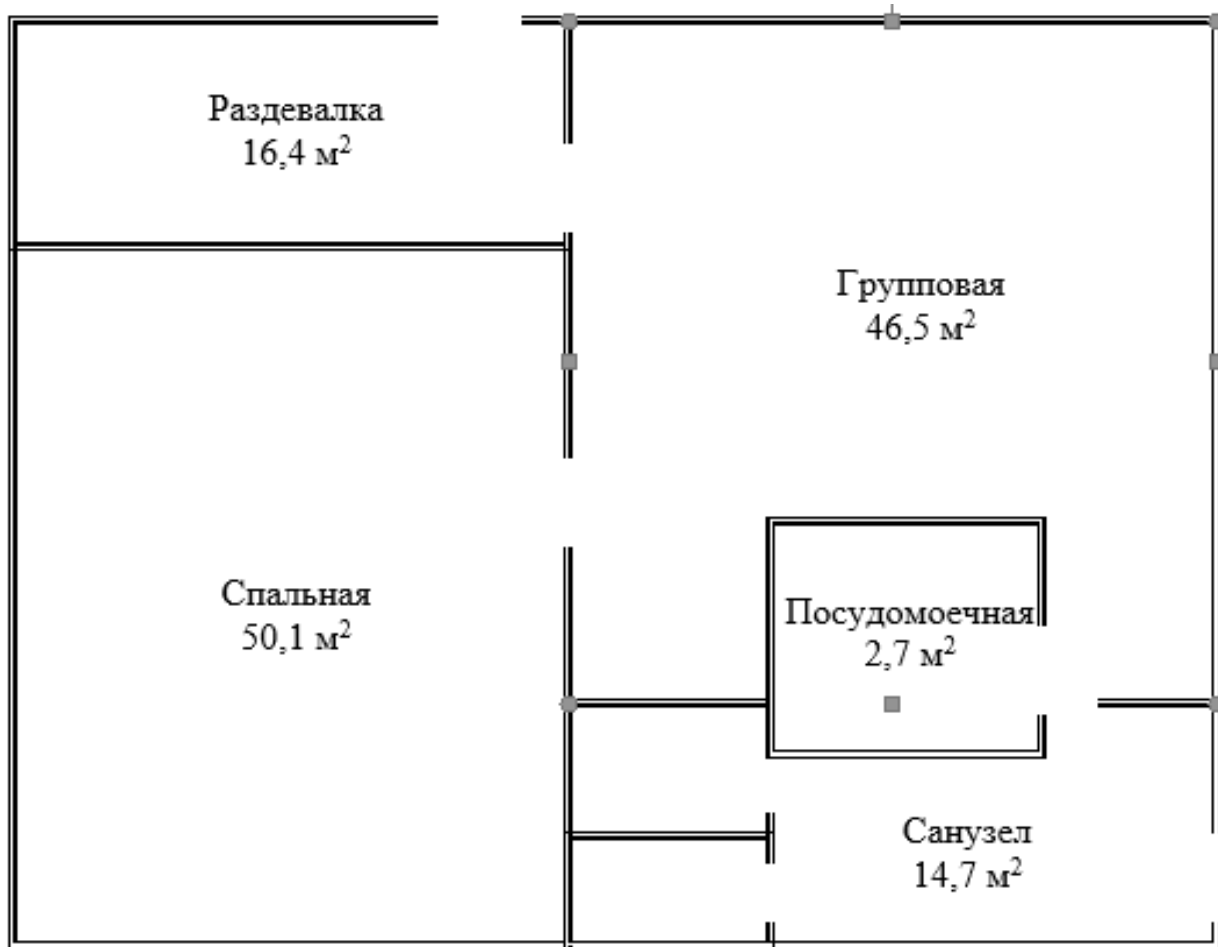 Раздевалка
16,4 м²
Групповая
46,5 м²
Спальная
50,1 м²
Посудомоечная
2,7 м²
Санузел
14,7 м²